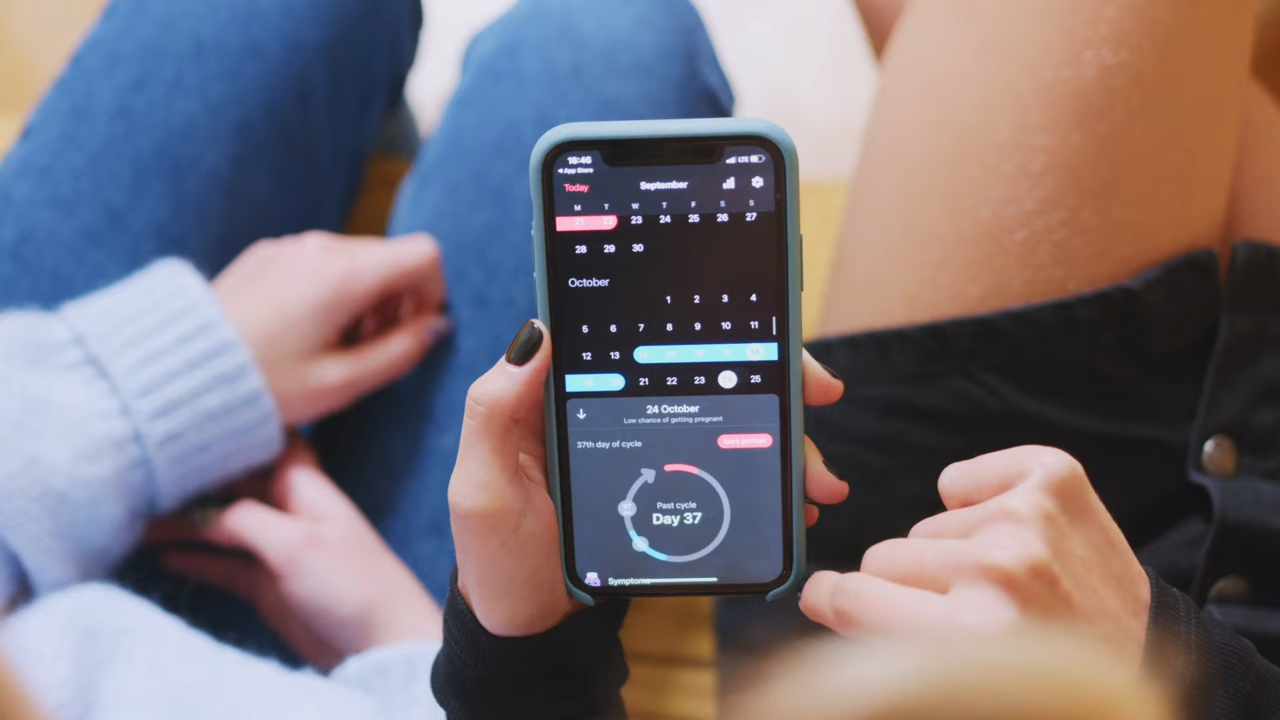 16:46 LTE
App Store
Today September
M T W T F S S
21 22 23 24 25 26 27
28 29 30
October
1 2 3 4
5 6 7 8 9 10 11
12 13
21 22 23 24 25
24 October
Low chance of getting pregnant
37th day of cycle
Past cycle
Day 37
Symptoms